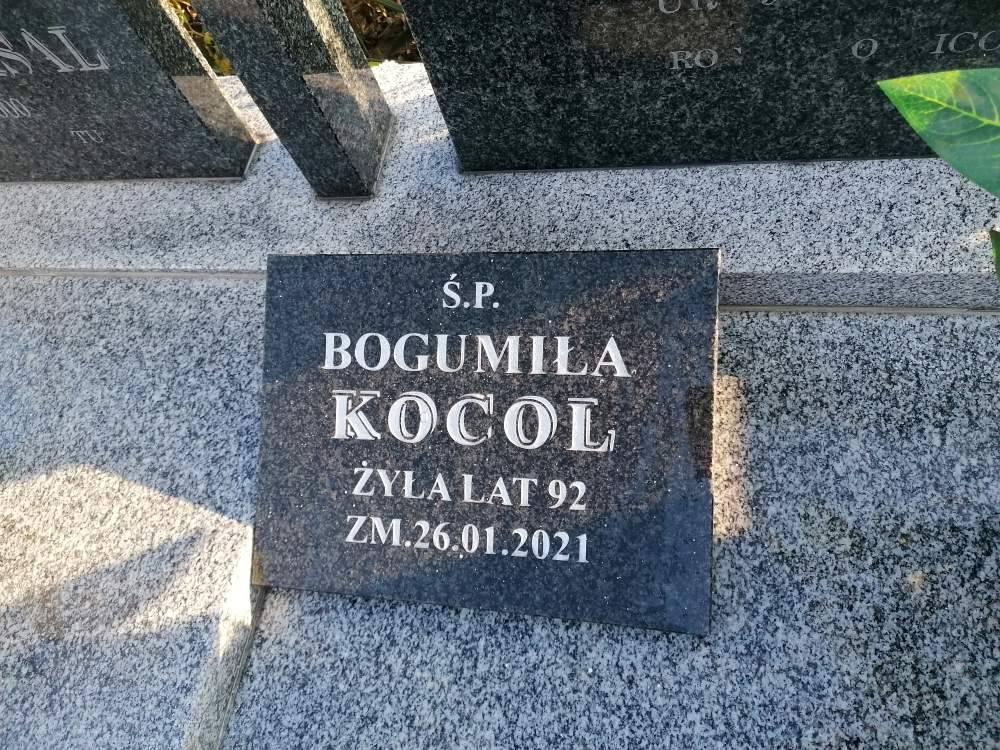 Ś.P.
BOGUMIŁA
KOCOŁ
ŻYŁA LAT 92
ZM.26.01.2021